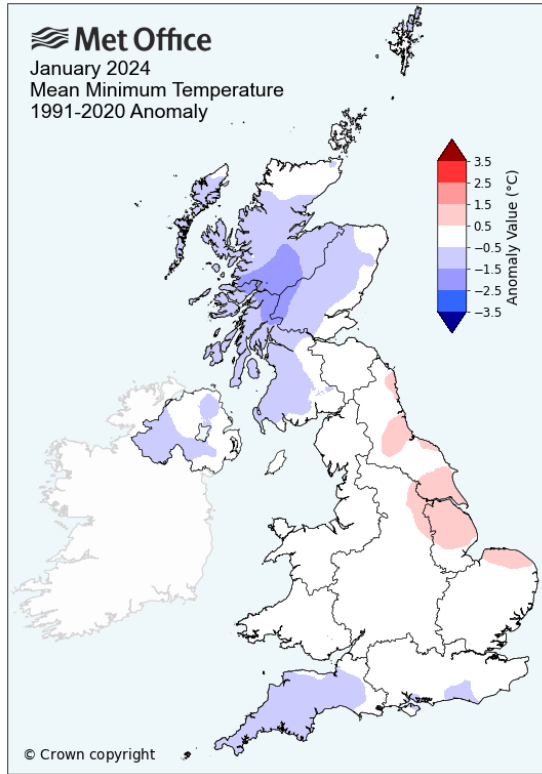 Met Office
January 2024
Mean Minimum Temperature
1991-2020 Anomaly
3.5
2.5
1.5
0.5
−0.5
−1.5
−2.5
−3.5
Anomaly Value (°C)
© Crown copyright